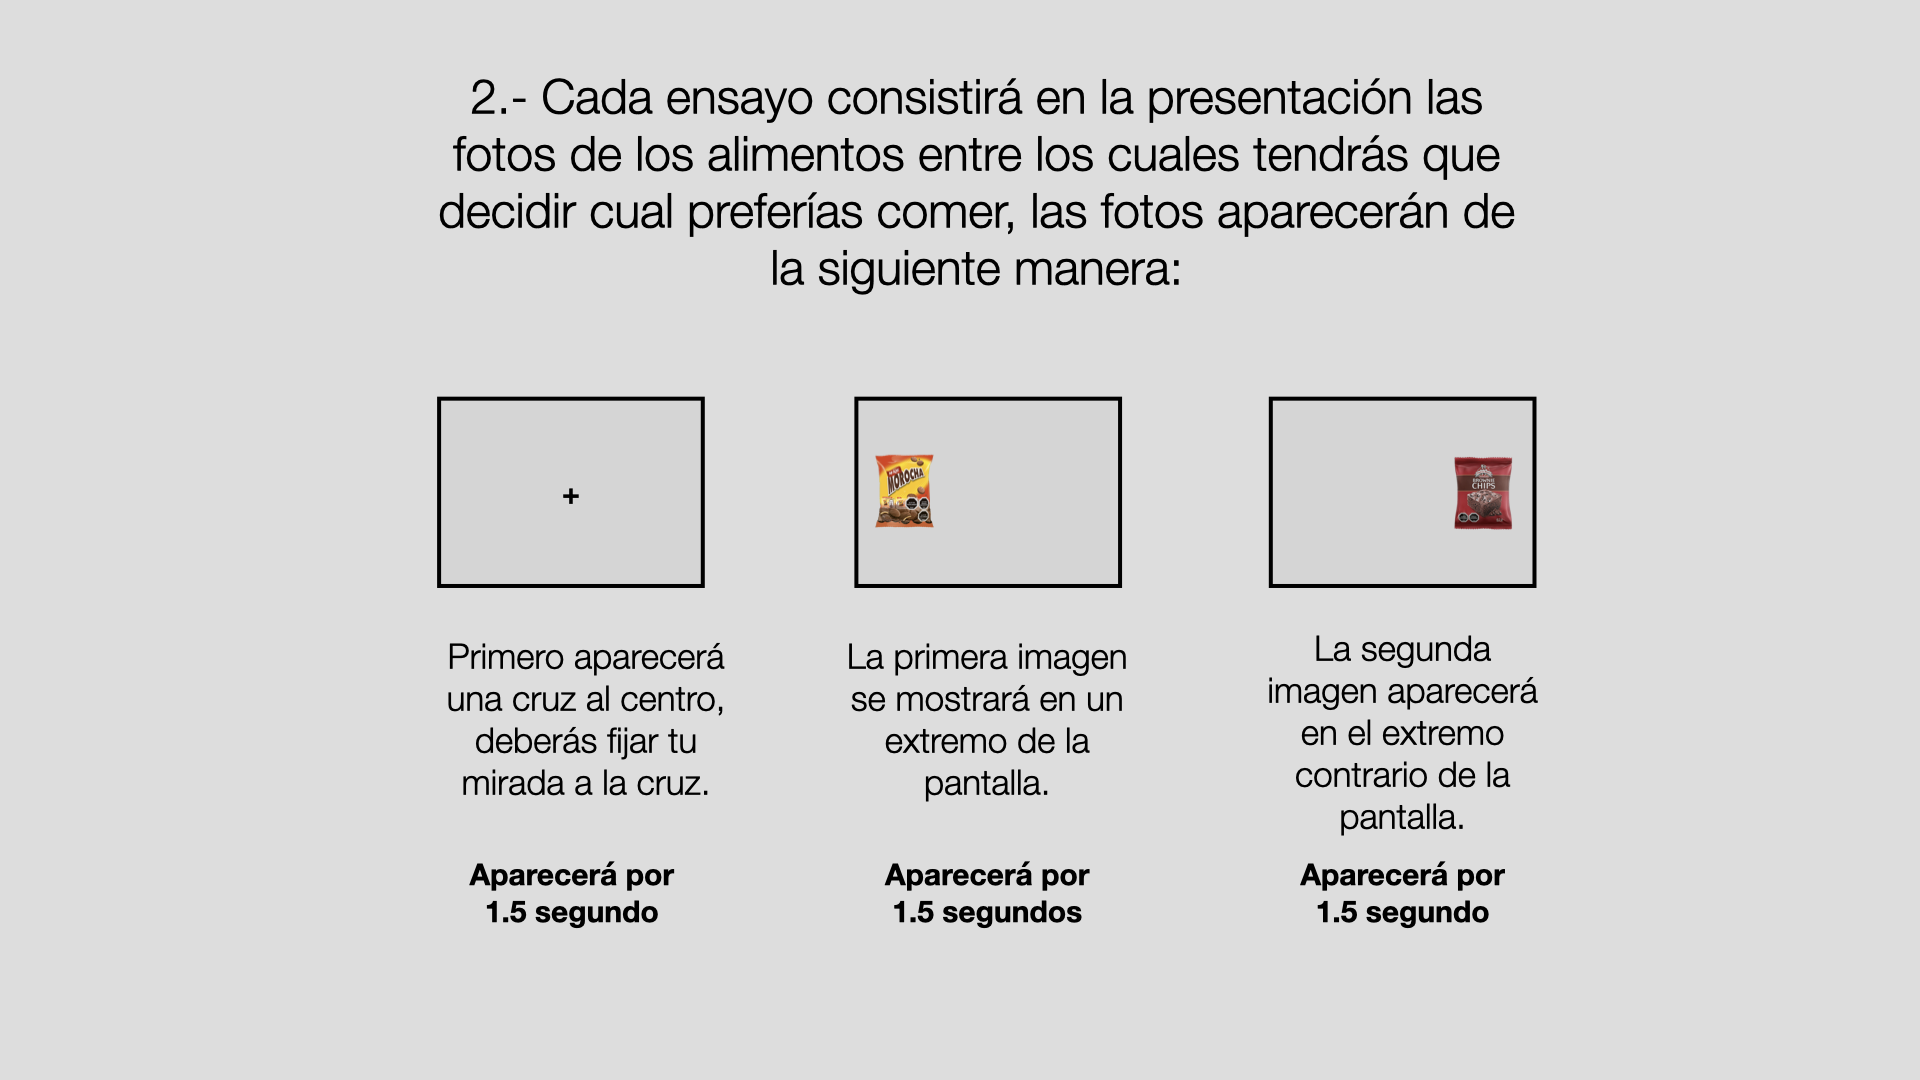 2.- Cada ensayo consistirá en la presentación las
fotos de los alimentos entre los cuales tendrás que
decidir cual preferías comer, las fotos aparecerán de
la siguiente manera:
+
MOROCHA
BROWNIE
CHIPS
Primero aparecerá
una cruz al centro,
deberás fijar tu
mirada a la cruz.
Aparecerá por
1.5 segundo
La primera imagen
se mostrará en un
extremo de la
pantalla.
Aparecerá por
1.5 segundos
La segunda
imagen aparecerá
en el extremo
contrario de la
pantalla.
Aparecerá por
1.5 segundo